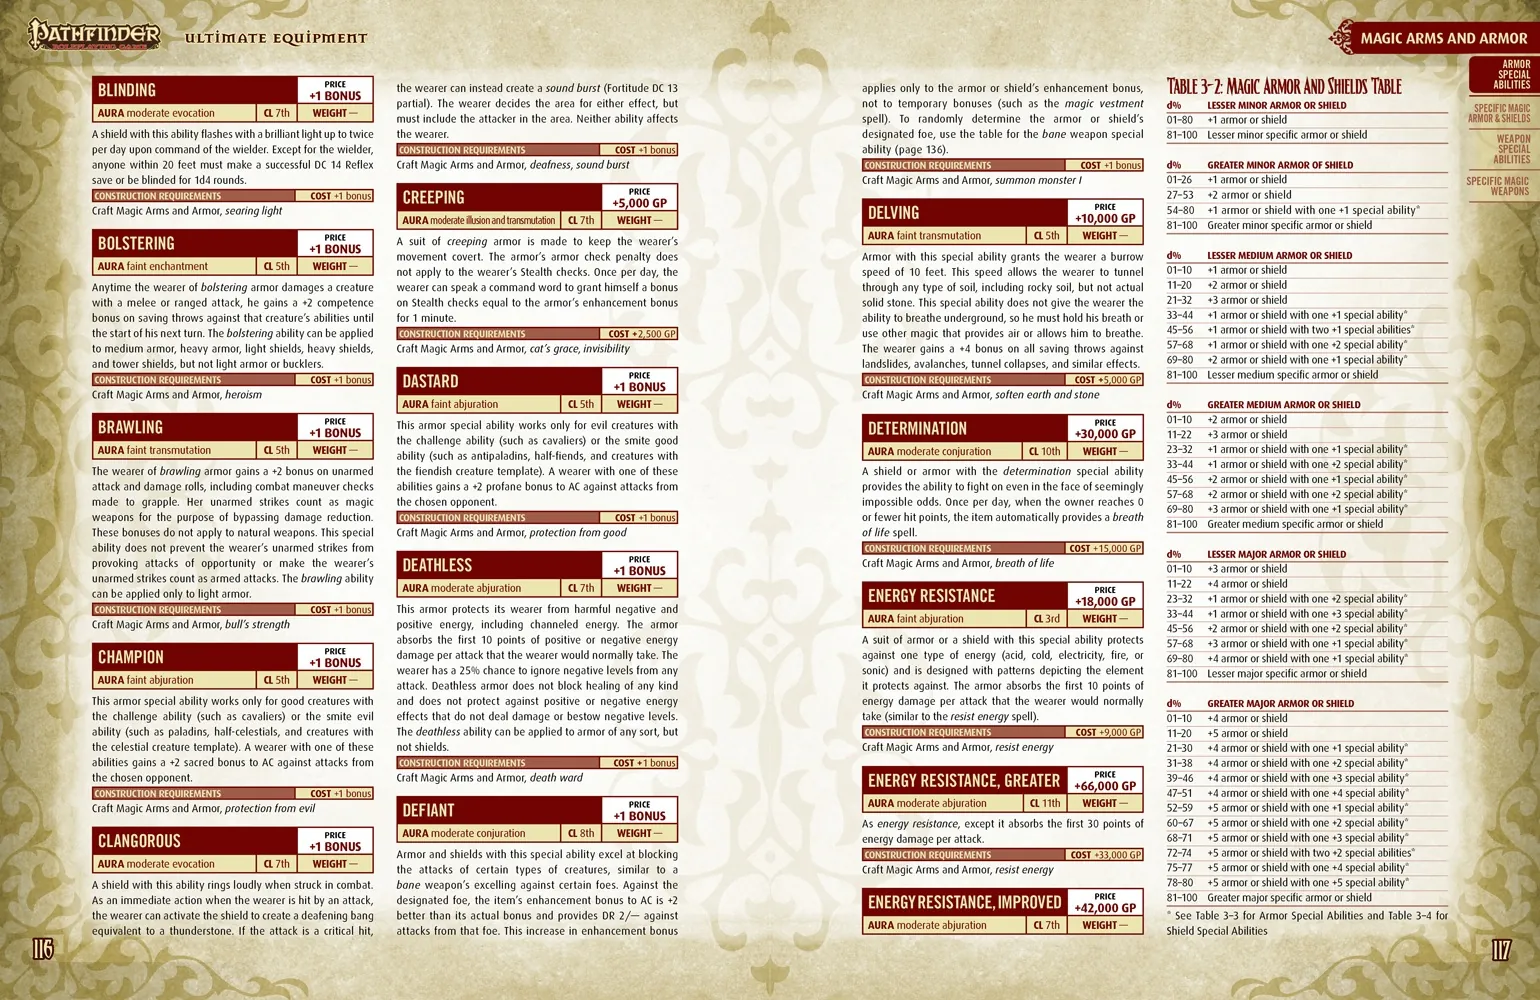 PATHFINDER
ROLEPLAYING GAME
ULTIMATE EQUIPMENT
BLINDING
PRICE
+1 BONUS
AURA moderate evocation CL 7th WEIGHT —
A shield with this ability flashes with a brilliant light up to twice
per day upon command of the wielder. Except for the wielder,
anyone within 20 feet must make a successful DC 14 Reflex
save or be blinded for 1d4 rounds.
CONSTRUCTION REQUIREMENTS COST +1 bonus
Craft Magic Arms and Armor, searing light
BOLSTERING
PRICE
+1 BONUS
AURA faint enchantment CL 5th WEIGHT —
Anytime the wearer of bolstering armor damages a creature
with a melee or ranged attack, he gains a +2 competence
bonus on saving throws against that creature's abilities until
the start of his next turn. The bolstering ability can be applied
to medium armor, heavy armor, light shields, heavy shields,
and tower shields, but not light armor or bucklers.
CONSTRUCTION REQUIREMENTS COST +1 bonus
Craft Magic Arms and Armor, heroism
BRAWLING
PRICE
+1 BONUS
AURA faint transmutation CL 5th WEIGHT —
The wearer of brawling armor gains a +2 bonus on unarmed
attack and damage rolls, including combat maneuver checks
made to grapple. Her unarmed strikes count as magic
weapons for the purpose of bypassing damage reduction.
These bonuses do not apply to natural weapons. This special
ability does not prevent the wearer's unarmed strikes from
provoking attacks of opportunity or make the wearer's
unarmed strikes count as armed attacks. The brawling ability
can be applied only to light armor.
CONSTRUCTION REQUIREMENTS COST +1 bonus
Craft Magic Arms and Armor, bull's strength
CHAMPION
PRICE
+1 BONUS
AURA faint abjuration CL 5th WEIGHT —
This armor special ability works only for good creatures with
the challenge ability (such as cavaliers) or the smite evil
ability (such as paladins, half-celestials, and creatures with
the celestial creature template). A wearer with one of these
abilities gains a +2 sacred bonus to AC against attacks from
the chosen opponent.
CONSTRUCTION REQUIREMENTS COST +1 bonus
Craft Magic Arms and Armor, protection from evil
CLANGOROUS
PRICE
+1 BONUS
AURA moderate evocation CL 7th WEIGHT —
A shield with this ability rings loudly when struck in combat.
As an immediate action when the wearer is hit by an attack,
the wearer can activate the shield to create a deafening bang
equivalent to a thunderstone. If the attack is a critical hit,
116
the wearer can instead create a sound burst (Fortitude DC 13
partial). The wearer decides the area for either effect, but
must include the attacker in the area. Neither ability affects
the wearer.
CONSTRUCTION REQUIREMENTS COST +1 bonus
Craft Magic Arms and Armor, deafness, sound burst
CREEPING
PRICE
+5,000 GP
AURA moderate illusion and transmutation CL 7th WEIGHT —
A suit of creeping armor is made to keep the wearer's
movement covert. The armor's armor check penalty does
not apply to the wearer's Stealth checks. Once per day, the
wearer can speak a command word to grant himself a bonus
on Stealth checks equal to the armor's enhancement bonus
for 1 minute.
CONSTRUCTION REQUIREMENTS COST +2,500 GP
Craft Magic Arms and Armor, cat's grace, invisibility
DASTARD
PRICE
+1 BONUS
AURA faint abjuration CL 5th WEIGHT —
This armor special ability works only for evil creatures with
the challenge ability (such as cavaliers) or the smite good
ability (such as antipaladins, half-fiends, and creatures with
the fiendish creature template). A wearer with one of these
abilities gains a +2 profane bonus to AC against attacks from
the chosen opponent.
CONSTRUCTION REQUIREMENTS COST +1 bonus
Craft Magic Arms and Armor, protection from good
DEATHLESS
PRICE
+1 BONUS
AURA moderate abjuration CL 7th WEIGHT —
This armor protects its wearer from harmful negative and
positive energy, including channeled energy. The armor
absorbs the first 10 points of positive or negative energy
damage per attack that the wearer would normally take. The
wearer has a 25% chance to ignore negative levels from any
attack. Deathless armor does not block healing of any kind
and does not protect against positive or negative energy
effects that do not deal damage or bestow negative levels.
The deathless ability can be applied to armor of any sort, but
not shields.
CONSTRUCTION REQUIREMENTS COST +1 bonus
Craft Magic Arms and Armor, death ward
DEFIANT
PRICE
+1 BONUS
AURA moderate conjuration CL 8th WEIGHT —
Armor and shields with this special ability excel at blocking
the attacks of certain types of creatures, similar to a
bane weapon's excelling against certain foes. Against the
designated foe, the item's enhancement bonus to AC is +2
better than its actual bonus and provides DR 2/— against
attacks from that foe. This increase in enhancement bonus
MAGIC ARMS AND ARMOR
applies only to the armor or shield's enhancement bonus,
not to temporary bonuses (such as the magic vestment
spell). To randomly determine the armor or shield's
designated foe, use the table for the bane weapon special
ability (page 136).
CONSTRUCTION REQUIREMENTS COST +1 bonus
Craft Magic Arms and Armor, summon monster I
DELVING
PRICE
+10,000 GP
AURA faint transmutation CL 5th WEIGHT —
Armor with this special ability grants the wearer a burrow
speed of 10 feet. This speed allows the wearer to tunnel
through any type of soil, including rocky soil, but not actual
solid stone. This special ability does not give the wearer the
ability to breathe underground, so he must hold his breath or
use other magic that provides air or allows him to breathe.
The wearer gains a +4 bonus on all saving throws against
landslides, avalanches, tunnel collapses, and similar effects.
CONSTRUCTION REQUIREMENTS COST +5,000 GP
Craft Magic Arms and Armor, soften earth and stone
DETERMINATION
PRICE
+30,000 GP
AURA moderate conjuration CL 10th WEIGHT —
A shield or armor with the determination special ability
provides the ability to fight on even in the face of seemingly
impossible odds. Once per day, when the owner reaches 0
or fewer hit points, the item automatically provides a breath
of life spell.
CONSTRUCTION REQUIREMENTS COST +15,000 GP
Craft Magic Arms and Armor, breath of life
ENERGY RESISTANCE
PRICE
+18,000 GP
AURA faint abjuration CL 3rd WEIGHT —
A suit of armor or a shield with this special ability protects
against one type of energy (acid, cold, electricity, fire, or
sonic) and is designed with patterns depicting the element
it protects against. The armor absorbs the first 10 points of
energy damage per attack that the wearer would normally
take (similar to the resist energy spell).
CONSTRUCTION REQUIREMENTS COST +9,000 GP
Craft Magic Arms and Armor, resist energy
ENERGY RESISTANCE, GREATER
PRICE
+66,000 GP
AURA moderate abjuration CL 11th WEIGHT —
As energy resistance, except it absorbs the first 30 points of
energy damage per attack.
CONSTRUCTION REQUIREMENTS COST +33,000 GP
Craft Magic Arms and Armor, resist energy
ENERGY RESISTANCE, IMPROVED
PRICE
+42,000 GP
AURA moderate abjuration CL 7th WEIGHT —
TABLE 3-2: MAGIC ARMOR AND SHIELDS TABLE
d% LESSER MINOR ARMOR OR SHIELD
01–80 +1 armor or shield
81–100 Lesser minor specific armor or shield
d% GREATER MINOR ARMOR OF SHIELD
01–26 +1 armor or shield
27–53 +2 armor or shield
54–80 +1 armor or shield with one +1 special ability*
81–100 Greater minor specific armor or shield
d% LESSER MEDIUM ARMOR OR SHIELD
01–10 +1 armor or shield
11–20 +2 armor or shield
21–32 +3 armor or shield
33–44 +1 armor or shield with one +1 special ability*
45–56 +1 armor or shield with two +1 special abilities*
57–68 +1 armor or shield with one +2 special ability*
69–80 +2 armor or shield with one +1 special ability*
81–100 Lesser medium specific armor or shield
d% GREATER MEDIUM ARMOR OR SHIELD
01–10 +2 armor or shield
11–22 +3 armor or shield
23–32 +1 armor or shield with one +1 special ability*
33–44 +1 armor or shield with one +2 special ability*
45–56 +2 armor or shield with one +1 special ability*
57–68 +2 armor or shield with one +2 special ability*
69–80 +3 armor or shield with one +1 special ability*
81–100 Greater medium specific armor or shield
d% LESSER MAJOR ARMOR OR SHIELD
01–10 +3 armor or shield
11–22 +4 armor or shield
23–32 +1 armor or shield with one +2 special ability*
33–44 +1 armor or shield with one +3 special ability*
45–56 +2 armor or shield with one +2 special ability*
57–68 +3 armor or shield with one +1 special ability*
69–80 +4 armor or shield with one +1 special ability*
81–100 Lesser major specific armor or shield
d% GREATER MAJOR ARMOR OR SHIELD
01–10 +4 armor or shield
11–20 +5 armor or shield
21–30 +4 armor or shield with one +1 special ability*
31–38 +4 armor or shield with one +2 special ability*
39–46 +4 armor or shield with one +3 special ability*
47–51 +4 armor or shield with one +4 special ability*
52–59 +5 armor or shield with one +1 special ability*
60–67 +5 armor or shield with one +2 special ability*
68–71 +5 armor or shield with one +3 special ability*
72–74 +5 armor or shield with two +2 special abilities*
75–77 +5 armor or shield with one +4 special ability*
78–80 +5 armor or shield with one +5 special ability*
81–100 Greater major specific armor or shield
* See Table 3–3 for Armor Special Abilities and Table 3–4 for
Shield Special Abilities
ARMOR
SPECIAL
ABILITIES
SPECIFIC MAGIC
ARMOR & SHIELDS
WEAPON
SPECIAL
ABILITIES
SPECIFIC MAGIC
WEAPONS
117